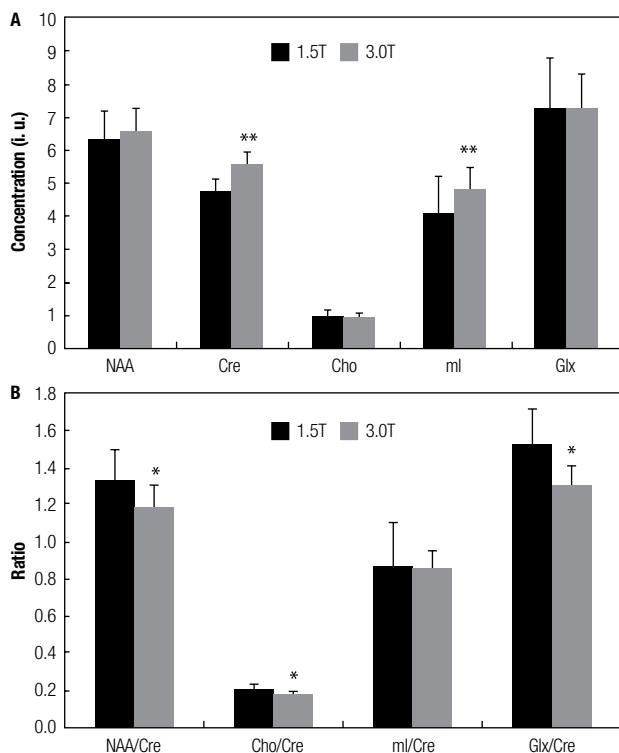 A
10
9
8
7
6
5
4
3
2
1
0
Concentration (i. u.)
1.5T 3.0T
** **
NAA Cre Cho mI Glx
B
1.8
1.6
1.4
1.2
1.0
0.8
0.6
0.4
0.2
0.0
Ratio
1.5T 3.0T
* * *
NAA/Cre Cho/Cre mI/Cre Glx/Cre